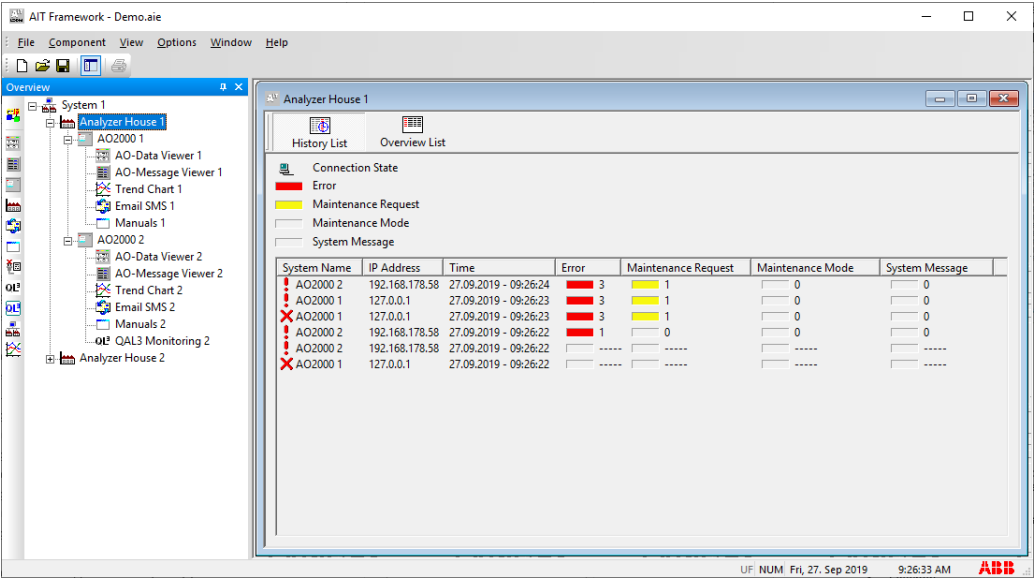 AIT Framework - Demo.aie
File Component View Options Window Help
Overview
System 1
Analyzer House 1
AO2000 1
AO-Data Viewer 1
AO-Message Viewer 1
Trend Chart 1
Email SMS 1
Manuals 1
AO2000 2
AO-Data Viewer 2
AO-Message Viewer 2
Trend Chart 2
Email SMS 2
Manuals 2
QAL3 Monitoring 2
Analyzer House 2
Analyzer House 1
History List Overview List
Connection State
Error
Maintenance Request
Maintenance Mode
System Message
System Name IP Address Time Error Maintenance Request Maintenance Mode System Message
AO2000 2 192.168.178.58 27.09.2019 - 09:26:24 3 1 0 0
AO2000 1 127.0.0.1 27.09.2019 - 09:26:23 3 1 0 0
AO2000 1 127.0.0.1 27.09.2019 - 09:26:23 3 1 0 0
AO2000 2 192.168.178.58 27.09.2019 - 09:26:22 1 0 0 0
AO2000 2 192.168.178.58 27.09.2019 - 09:26:22 ----- ----- ----- -----
AO2000 1 127.0.0.1 27.09.2019 - 09:26:22 ----- ----- ----- -----
UF NUM Fri, 27. Sep 2019 9:26:33 AM ABB